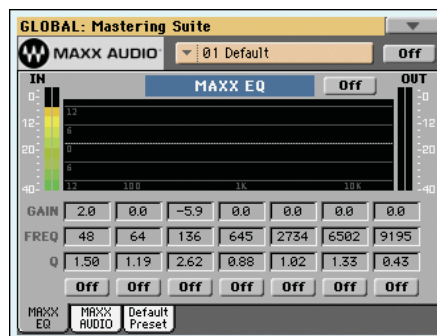 GLOBAL: Mastering Suite
MAXX AUDIO 01 Default Off
IN MAXX EQ Off OUT
0- 12 -0
12- 6 -12
20- 0 -20
6
40- 12 100 1K 10K -40
GAIN 2.0 0.0 -5.9 0.0 0.0 0.0 0.0
FREQ 48 64 136 645 2734 6502 9195
Q 1.50 1.19 2.62 0.88 1.02 1.33 0.43
Off Off Off Off Off Off Off
MAXX EQ MAXX AUDIO Default Preset